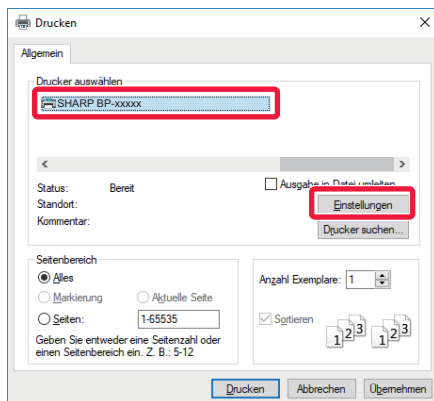 Drucken
Allgemein
Drucker auswählen
SHARP BP-xxxxx
Status: Bereit
Ausgabe in Datei umleiten
Standort:
Einstellungen
Kommentar:
Drucker suchen...
Seitenbereich
Alles
Markierung
Aktuelle Seite
Seiten:
1-65535
Geben Sie entweder eine Seitenzahl oder
einen Seitenbereich ein. Z. B.: 5-12
Anzahl Exemplare: 1
Sortieren
1 2 3 1 2 3
Drucken Abbrechen Übernehmen